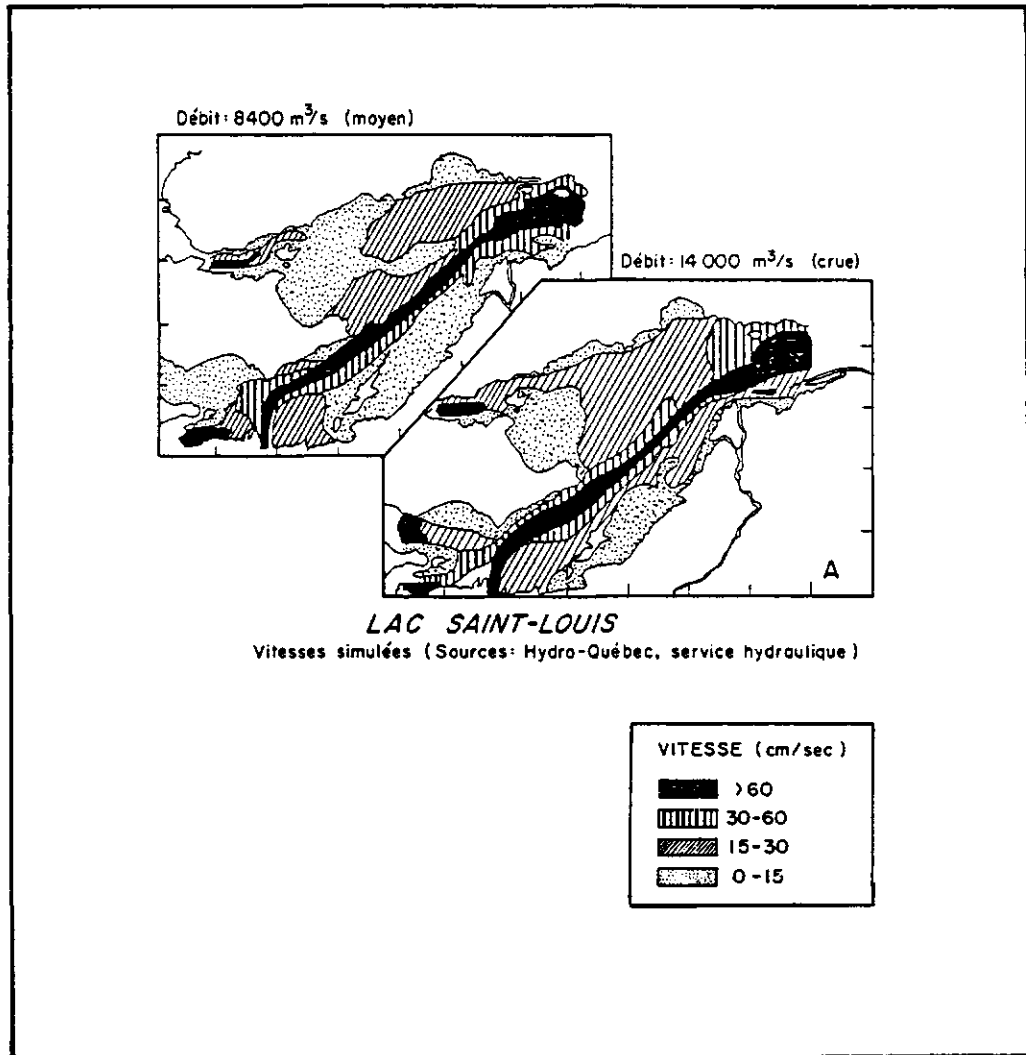 Débit: 8400 m³/s (moyen)
Débit: 14 000 m³/s (crue)
A
LAC SAINT-LOUIS
Vitesses simulées (Sources: Hydro-Québec, service hydraulique)
VITESSE (cm/sec)
>60
30-60
15-30
0-15